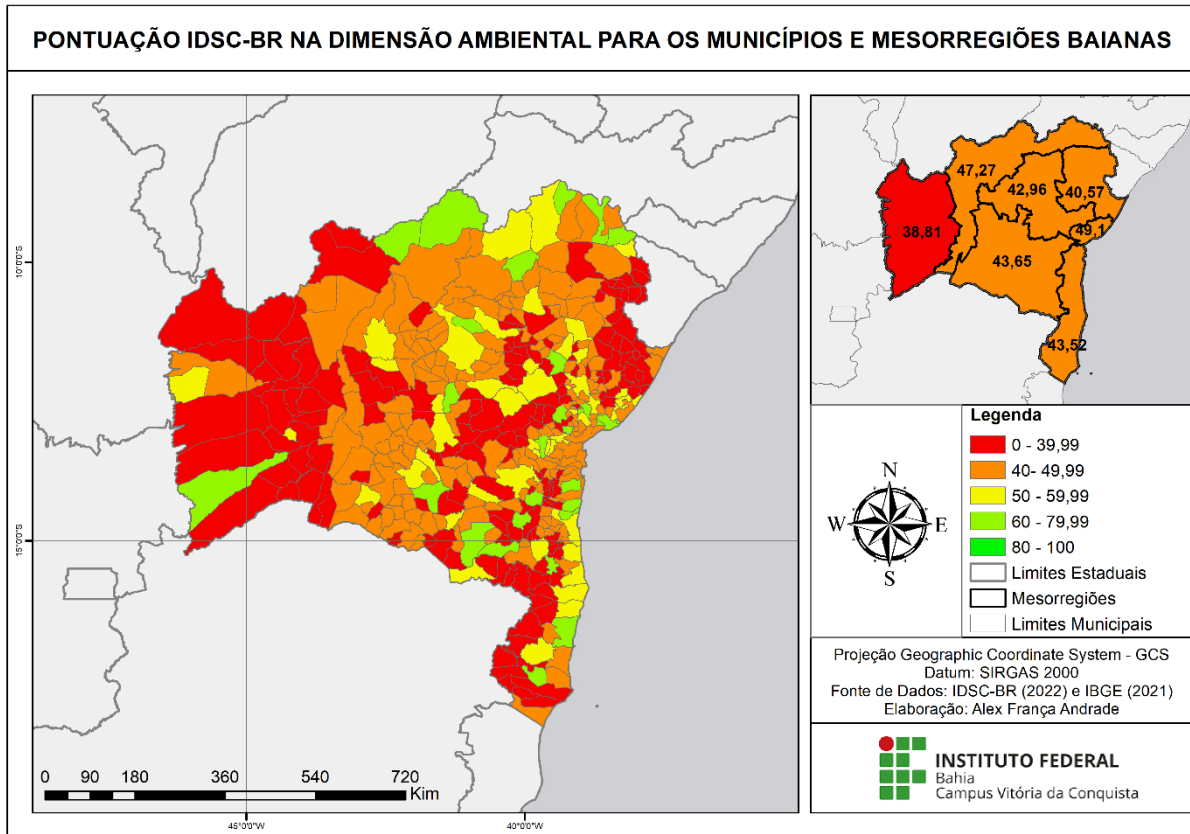 PONTUAÇÃO IDSC-BR NA DIMENSÃO AMBIENTAL PARA OS MUNICÍPIOS E MESORREGIÕES BAIANAS
10°0'0"S
15°0'0"S
45°0'0"W
40°0'0"W
0 90 180 360 540 720
Kim
47,27
42,96
40,57
38,81
49,1
43,65
43,52
Legenda
0 - 39,99
40- 49,99
50 - 59,99
60 - 79,99
80 - 100
Limites Estaduais
Mesorregiões
Limites Municipais
N
W E
S
Projeção Geographic Coordinate System - GCS
Datum: SIRGAS 2000
Fonte de Dados: IDSC-BR (2022) e IBGE (2021)
Elaboração: Alex França Andrade
INSTITUTO FEDERAL
Bahia
Campus Vitória da Conquista